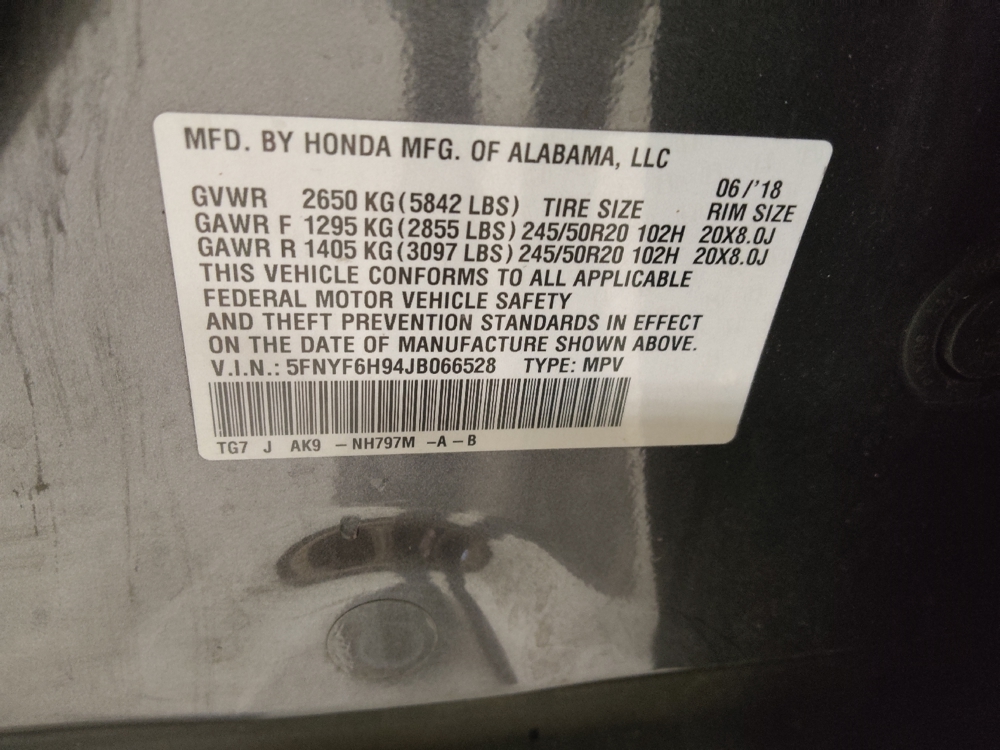 MFD. BY HONDA MFG. OF ALABAMA, LLC
06/'18
GVWR 2650 KG(5842 LBS) TIRE SIZE RIM SIZE
GAWR F 1295 KG(2855 LBS) 245/50R20 102H 20X8.0J
GAWR R 1405 KG(3097 LBS) 245/50R20 102H 20X8.0J
THIS VEHICLE CONFORMS TO ALL APPLICABLE
FEDERAL MOTOR VEHICLE SAFETY
AND THEFT PREVENTION STANDARDS IN EFFECT
ON THE DATE OF MANUFACTURE SHOWN ABOVE.
V.I.N.: 5FNYF6H94JB066528 TYPE: MPV
TG7 J AK9 -NH797M -A-B